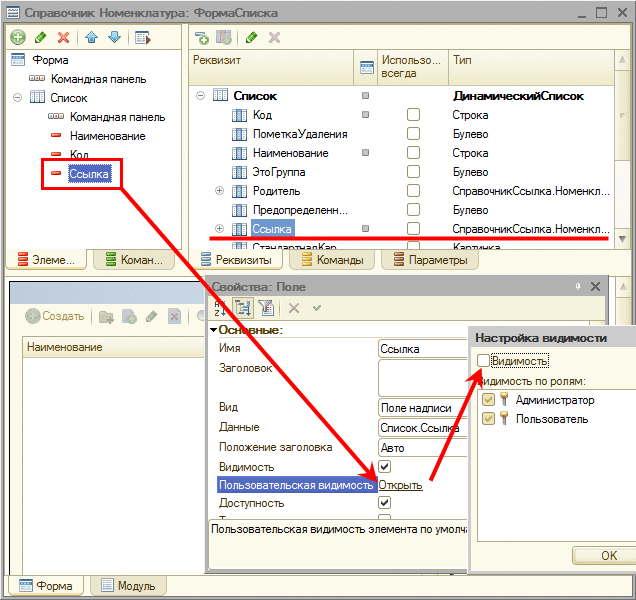 Справочник Номенклатура: ФормаСписка
Форма
Командная панель
Список
Командная панель
Наименование
Код
Ссылка
Элеме...
Коман...
Реквизит
Использо...
всегда
Тип
Список
ДинамическийСписок
Код
Строка
ПометкаУдаления
Булево
Наименование
Строка
ЭтоГруппа
Булево
Родитель
СправочникСсылка.Номенкл...
Предопределенн...
Булево
Ссылка
СправочникСсылка.Номенкл...
СтандартнаяКар
Картинка
Реквизиты
Команды
Параметры
Создать
Наименование
Свойства: Поле
Основные:
Имя
Ссылка
Заголовок
Вид
Поле надписи
Данные
Список.Ссылка
Положение заголовка
Авто
Видимость
Пользовательская видимость
Открыть
Доступность
Пользовательская видимость элемента по умолча
Настройка видимости
Видимость
Видимость по ролям:
Администратор
Пользователь
OK
Форма
Модуль